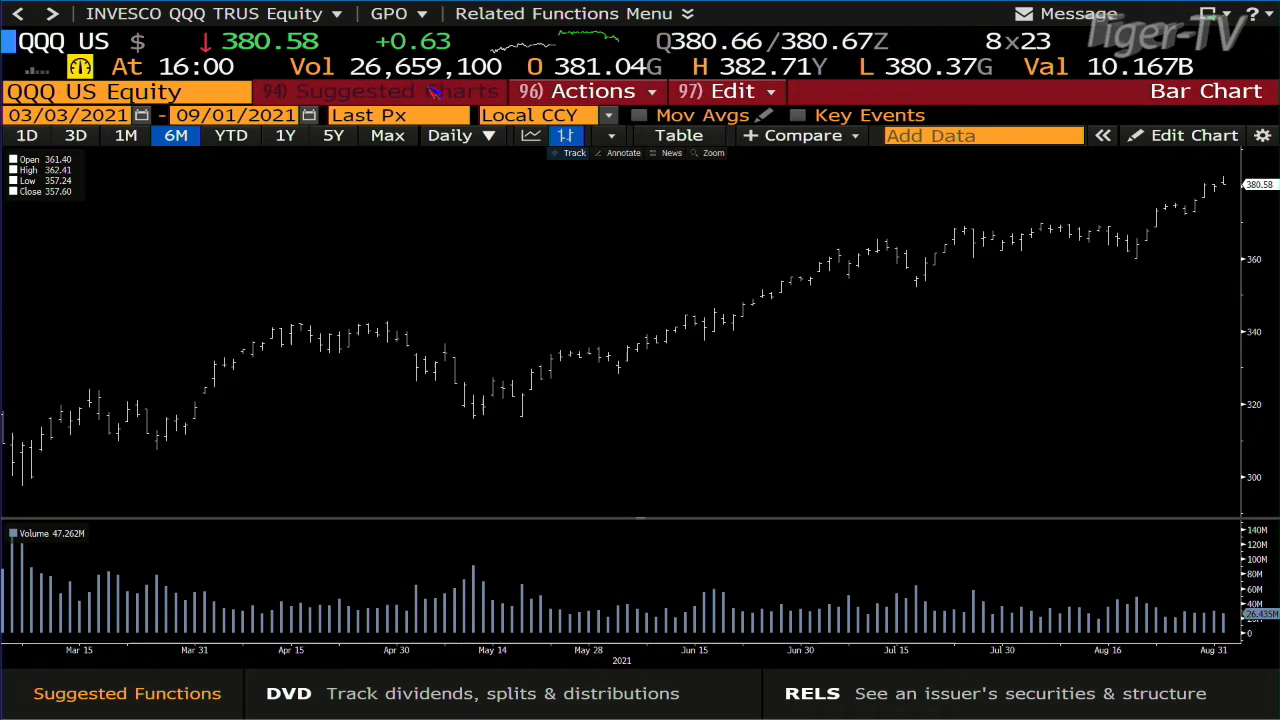 < > INVESCO QQQ TRUS Equity ▼ GPO ▼ Related Functions Menu Message ?
Tiger-TV
QQQ US $ ↓ 380.58 +0.63 Q380.66/380.67Z 8x23
At 16:00 Vol 26,659,100 O 381.04G H 382.71Y L 380.37G Val 10.167B
QQQ US Equity 94) Suggested Charts 96) Actions 97) Edit Bar Chart
03/03/2021 - 09/01/2021 Last Px Local CCY Mov Avgs Key Events
1D 3D 1M 6M YTD 1Y 5Y Max Daily ▼ Table + Compare Add Data « Edit Chart
Track Annotate News Zoom
Open 361.40
High 362.41
Low 357.24
Close 357.60
380.58
360
340
320
300
Volume 47.262M
140M
120M
100M
80M
60M
40M
26.435M
0
Mar 15 Mar 31 Apr 15 Apr 30 May 14 May 28 Jun 15 Jun 30 Jul 15 Jul 30 Aug 16 Aug 31
2021
Suggested Functions DVD Track dividends, splits & distributions RELS See an issuer's securities & structure